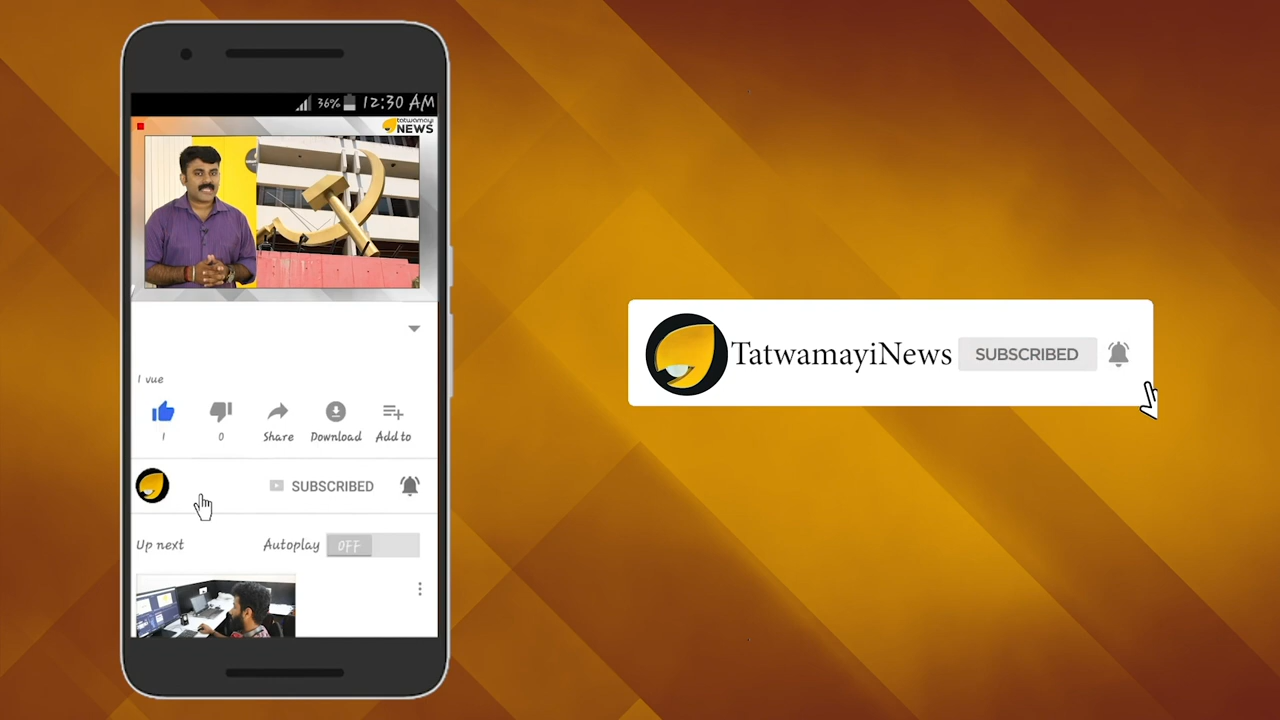 36% 12:30 AM
tatwamayi
NEWS
1 vue
1 0 Share Download Add to
SUBSCRIBED
Up next Autoplay OFF
TatwamayiNews SUBSCRIBED